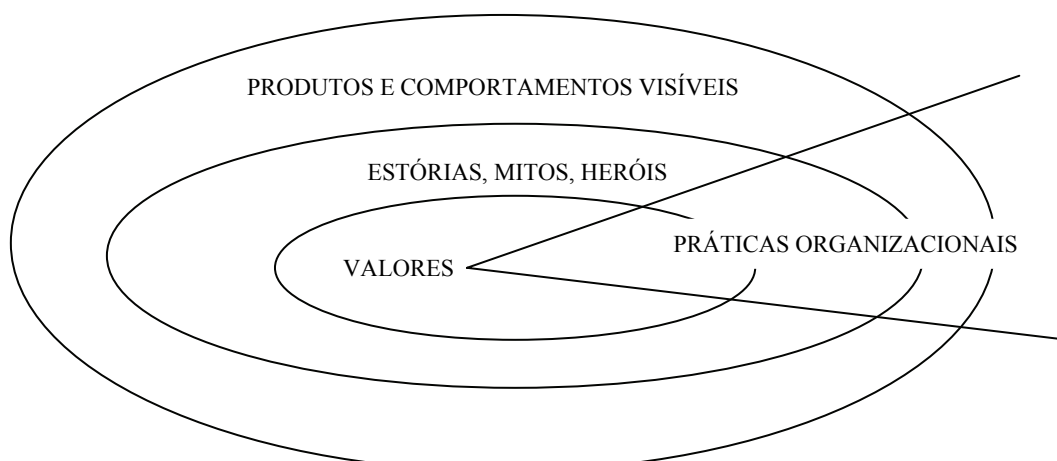 PRODUTOS E COMPORTAMENTOS VISÍVEIS
ESTÓRIAS, MITOS, HERÓIS
PRÁTICAS ORGANIZACIONAIS
VALORES